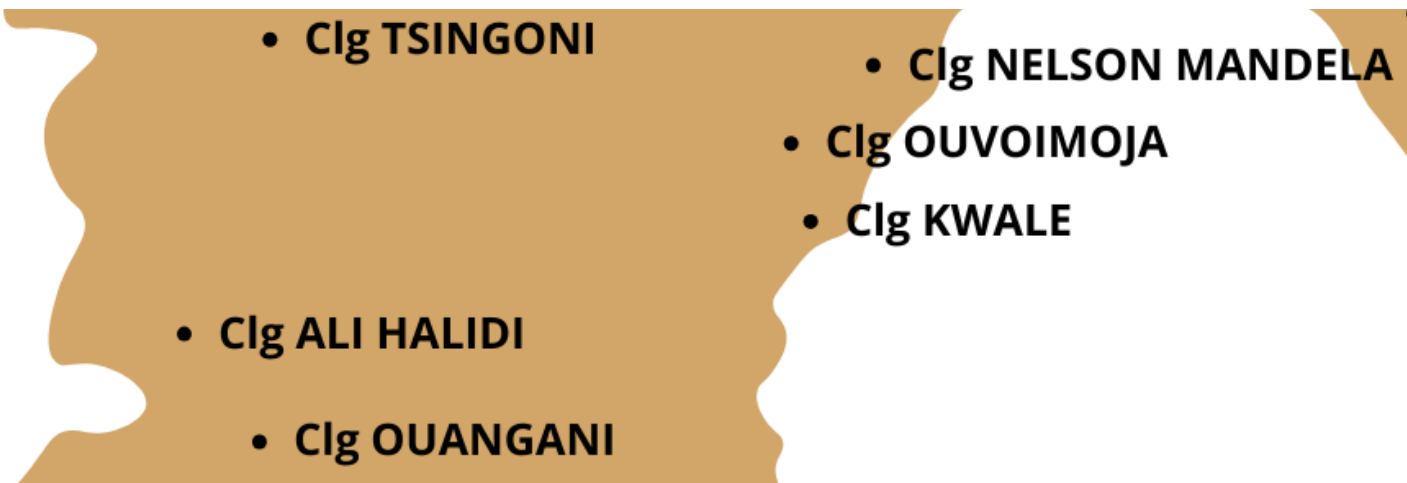 Clg TSINGONI
Clg NELSON MANDELA
Clg OUVOIMOJA
Clg KWALE
Clg ALI HALIDI
Clg OUANGANI